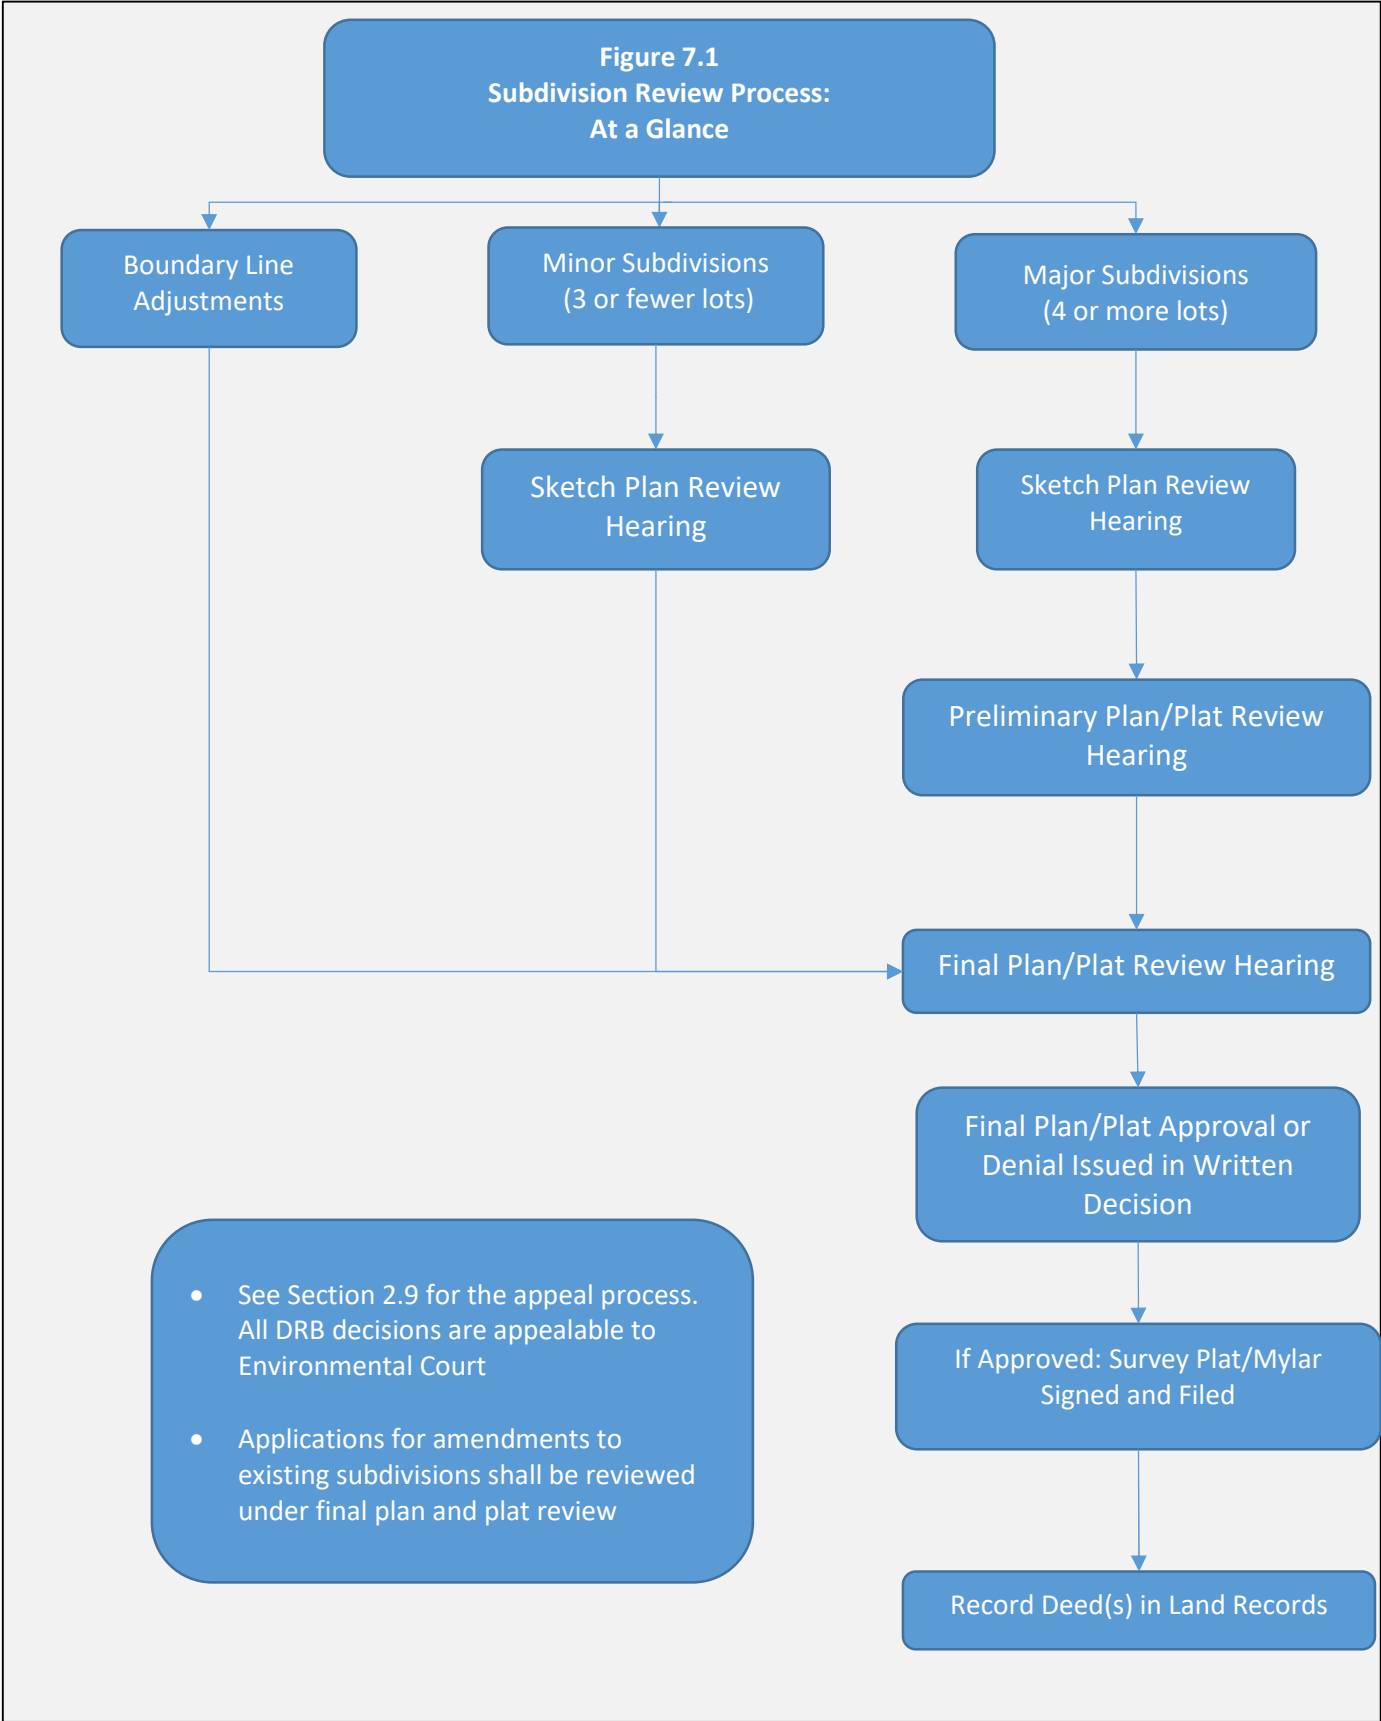 Figure 7.1
Subdivision Review Process:
At a Glance
Boundary Line
Adjustments
Minor Subdivisions
(3 or fewer lots)
Major Subdivisions
(4 or more lots)
Sketch Plan Review
Hearing
Sketch Plan Review
Hearing
Preliminary Plan/Plat Review
Hearing
Final Plan/Plat Review Hearing
Final Plan/Plat Approval or
Denial Issued in Written
Decision
• See Section 2.9 for the appeal process.
All DRB decisions are appealable to
Environmental Court
• Applications for amendments to
existing subdivisions shall be reviewed
under final plan and plat review
If Approved: Survey Plat/Mylar
Signed and Filed
Record Deed(s) in Land Records